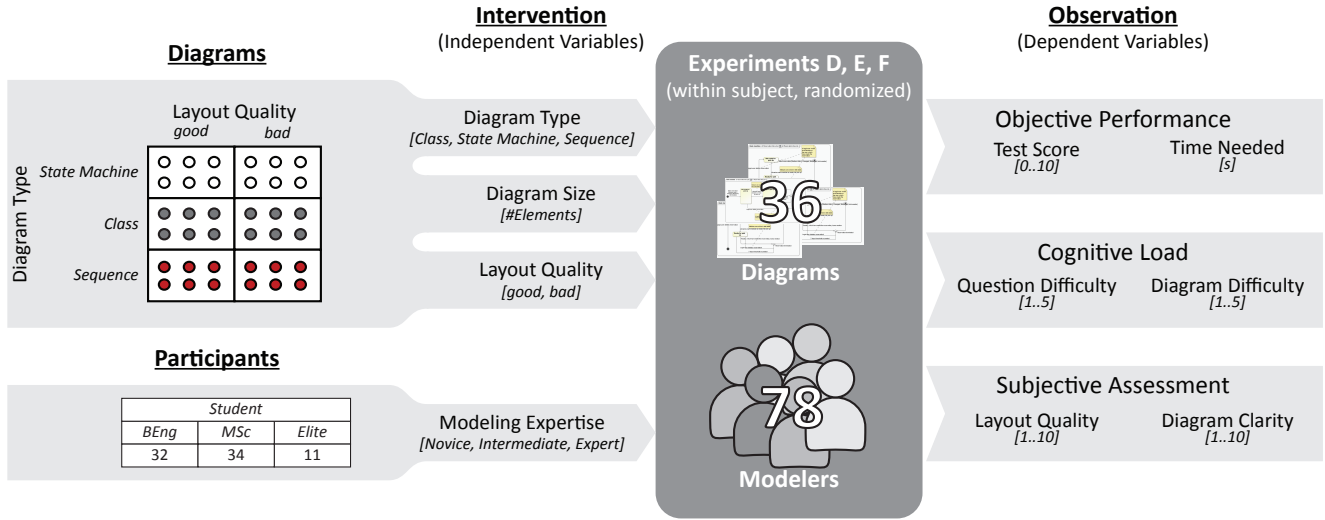 Diagrams
Diagram Type
Layout Quality
good bad
State Machine
Class
Sequence
Participants
Student
BEng MSc Elite
32 34 11
Intervention
(Independent Variables)
Diagram Type
[Class, State Machine, Sequence]
Diagram Size
[#Elements]
Layout Quality
[good, bad]
Modeling Expertise
[Novice, Intermediate, Expert]
Experiments D, E, F
(within subject, randomized)
36
Diagrams
78
Modelers
Observation
(Dependent Variables)
Objective Performance
Test Score Time Needed
[0..10] [s]
Cognitive Load
Question Difficulty Diagram Difficulty
[1..5] [1..5]
Subjective Assessment
Layout Quality Diagram Clarity
[1..10] [1..10]